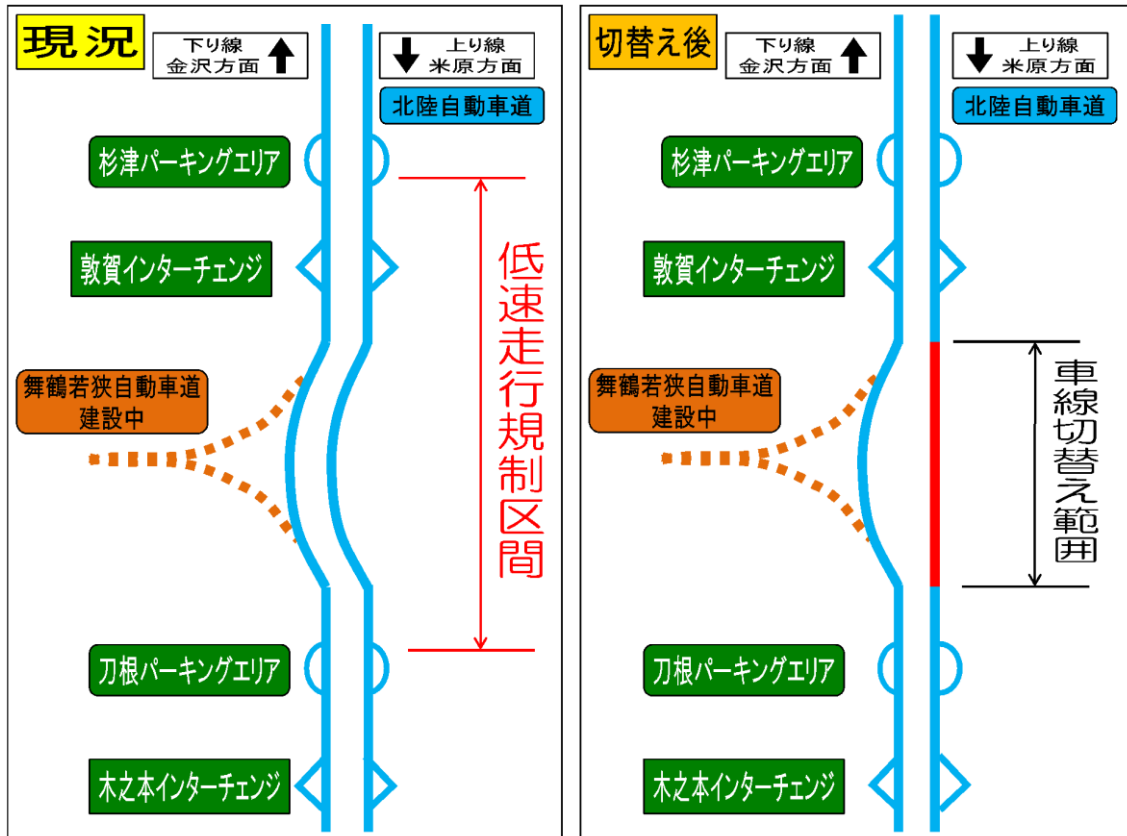 現況
下り線
金沢方面
上り線
米原方面
北陸自動車道
杉津パーキングエリア
敦賀インターチェンジ
低速走行規制区間
舞鶴若狭自動車道
建設中
刀根パーキングエリア
木之本インターチェンジ
切替え後
下り線
金沢方面
上り線
米原方面
北陸自動車道
杉津パーキングエリア
敦賀インターチェンジ
車線切替え範囲
舞鶴若狭自動車道
建設中
刀根パーキングエリア
木之本インターチェンジ